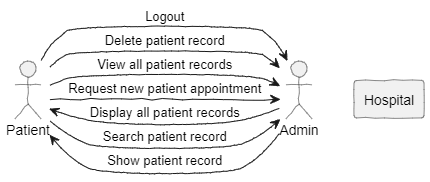 Logout
Delete patient record
View all patient records
Request new patient appointment
Display all patient records
Search patient record
Show patient record
Patient
Admin
Hospital